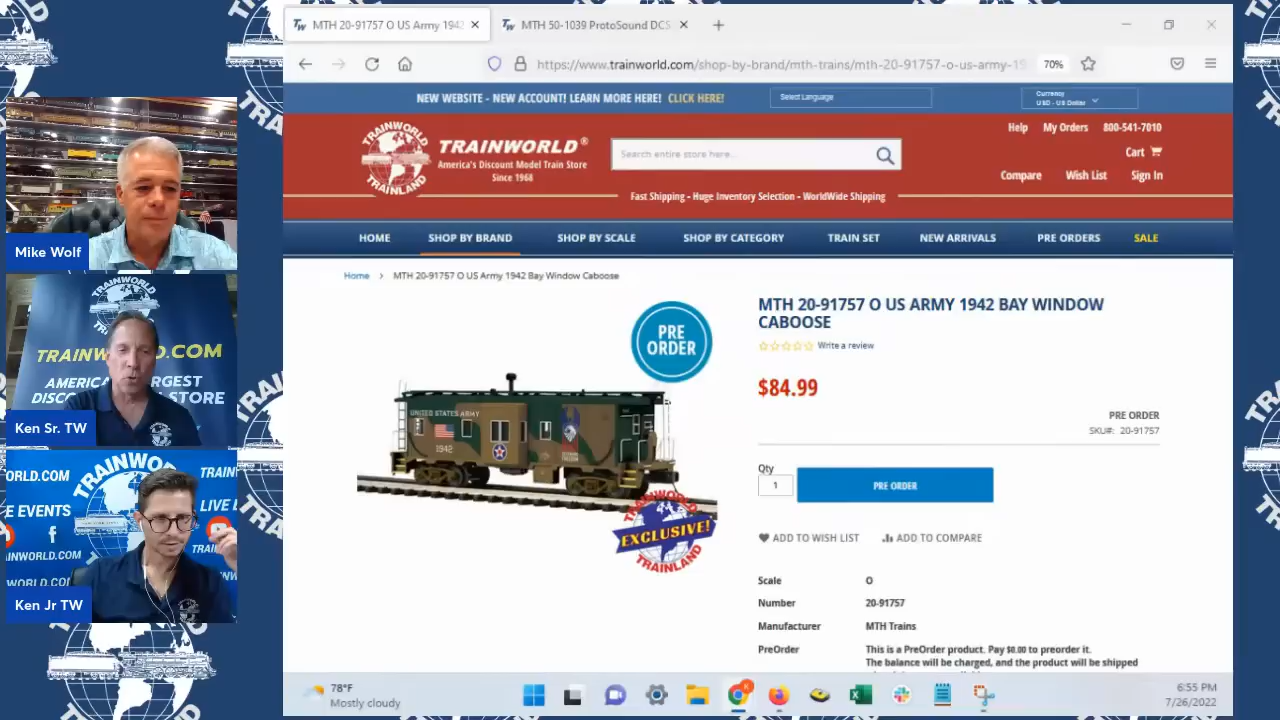 MTH 20-91757 O US Army 1942
MTH 50-1039 ProtoSound DCS
https://www.trainworld.com/shop-by-brand/mth-trains/mth-20-91757-o-us-army-19
70%
NEW WEBSITE - NEW ACCOUNT! LEARN MORE HERE! CLICK HERE!
Select Language
Currency
USD - US Dollar
TRAINWORLD
TRAINLAND
TRAINWORLD®
America's Discount Model Train Store
Since 1968
Search entire store here...
Help My Orders 800-541-7010
Cart
Compare Wish List Sign In
Fast Shipping - Huge Inventory Selection - WorldWide Shipping
HOME SHOP BY BRAND SHOP BY SCALE SHOP BY CATEGORY TRAIN SET NEW ARRIVALS PRE ORDERS SALE
Home > MTH 20-91757 O US Army 1942 Bay Window Caboose
PRE
ORDER
UNITED STATES ARMY
1942
TRAINWORLD
EXCLUSIVE!
TRAINLAND
MTH 20-91757 O US ARMY 1942 BAY WINDOW
CABOOSE
Write a review
$84.99
PRE ORDER
SKU#: 20-91757
Qty
1
PRE ORDER
ADD TO WISH LIST ADD TO COMPARE
Scale O
Number 20-91757
Manufacturer MTH Trains
PreOrder This is a PreOrder product. Pay $0.00 to preorder it.
The balance will be charged, and the product will be shipped
78°F
Mostly cloudy
6:55 PM
7/26/2022
Mike Wolf
TRAINW RLD.COM
AMERIC ARGEST
DISCO STORE
Ken Sr. TW
ORLD.COM
E EVENTS
AINWORLD.COM
WORLD.COM
TRAINWORL
TRAIN
LIVE
Ken Jr TW